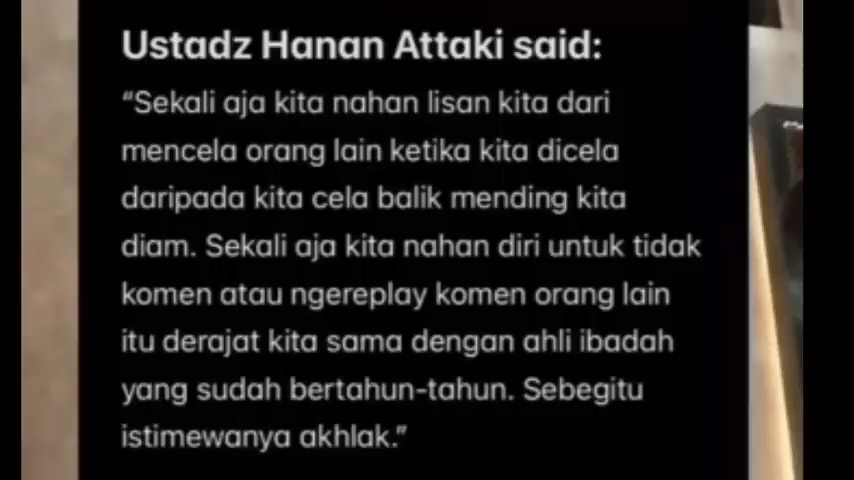 Ustadz Hanan Attaki said:
“Sekali aja kita nahan lisan kita dari
mencela orang lain ketika kita dicela
daripada kita cela balik mending kita
diam. Sekali aja kita nahan diri untuk tidak
komen atau ngereplay komen orang lain
itu derajat kita sama dengan ahli ibadah
yang sudah bertahun-tahun. Sebegitu
istimewanya akhlak.”